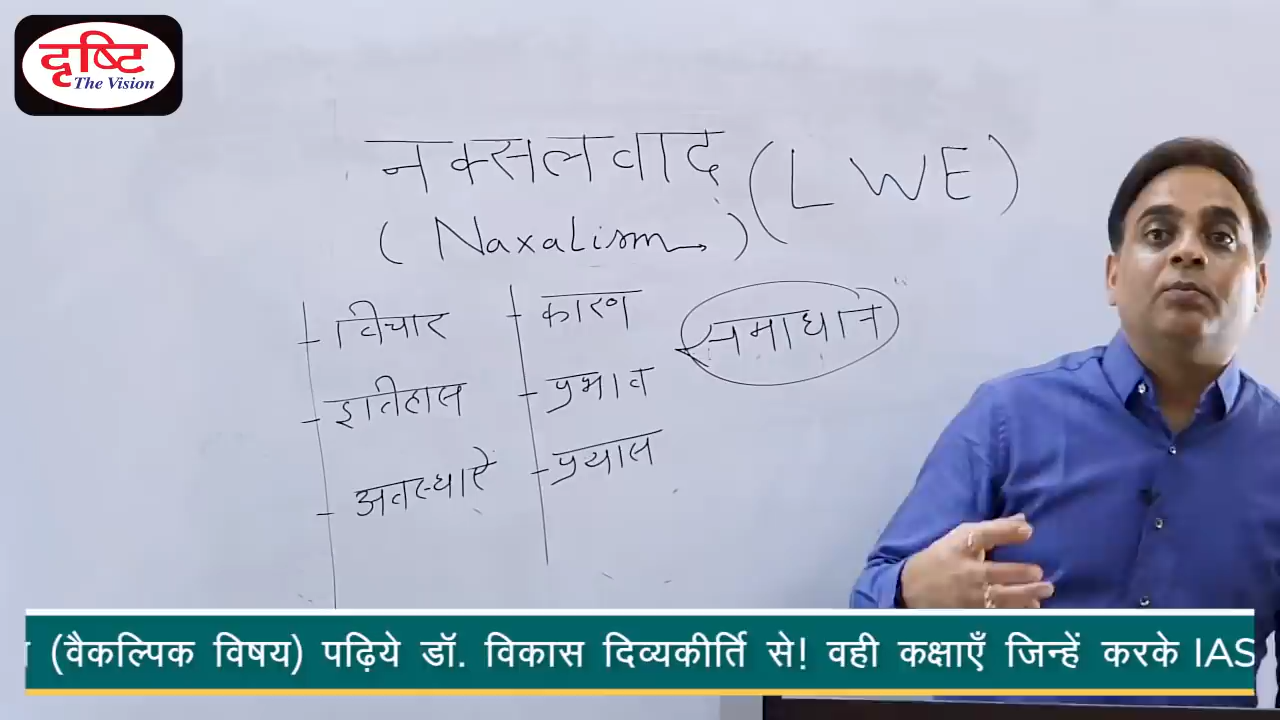 दृष्टि
The Vision
नक्सलवाद (LWE)
(Naxalism)
विचार
इतिहास
अवस्थाऐं
कारण
प्रभाव
प्रयास
समाधान
(वैकल्पिक विषय) पढ़िये डॉ. विकास दिव्यकीर्ति से! वही कक्षाएँ जिन्हें करके IAS